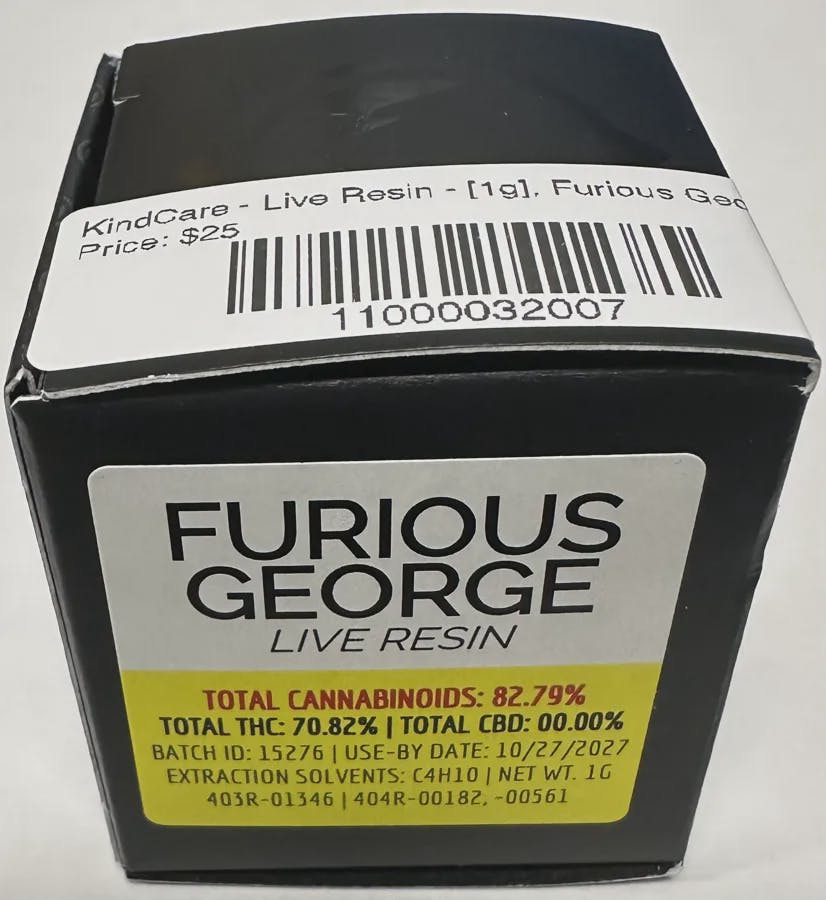 KindCare - Live Resin - [1g], Furious Geo
Price: $25
11000032007
FURIOUS
GEORGE
LIVE RESIN
TOTAL CANNABINOIDS: 82.79%
TOTAL THC: 70.82% | TOTAL CBD: 00.00%
BATCH ID: 15276 | USE-BY DATE: 10/27/2027
EXTRACTION SOLVENTS: C4H10 | NET WT. 1G
403R-01346 | 404R-00182, -00561